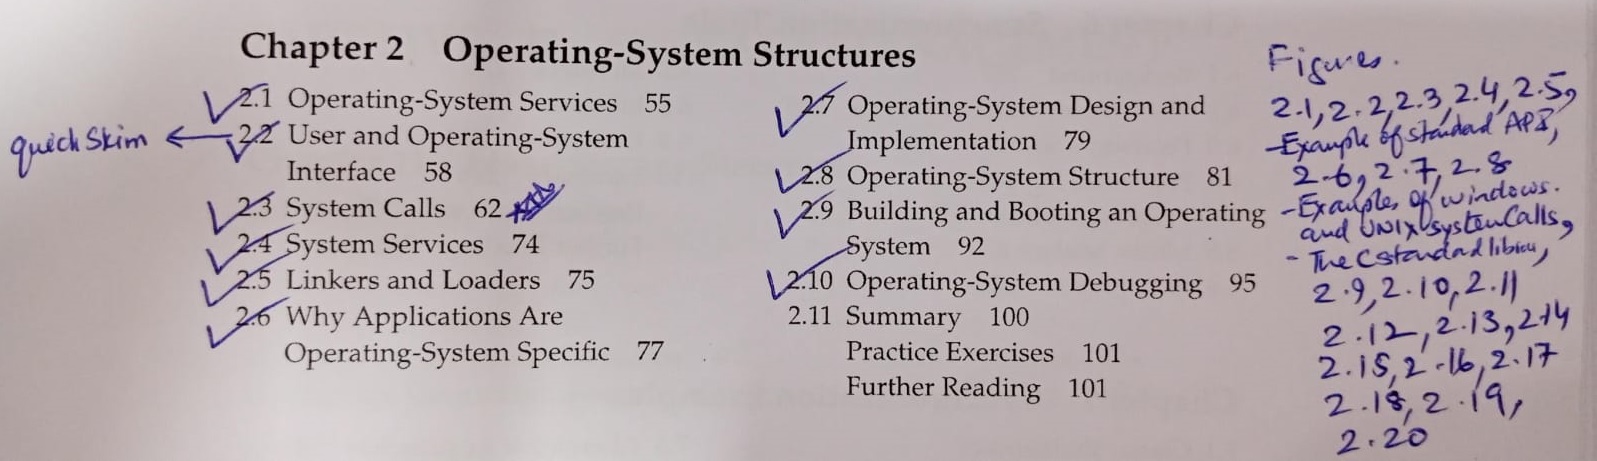 Chapter 2 Operating-System Structures
2.1 Operating-System Services 55
quick Skim
2.2 User and Operating-System
Interface 58
2.3 System Calls 62
2.4 System Services 74
2.5 Linkers and Loaders 75
2.6 Why Applications Are
Operating-System Specific 77
2.7 Operating-System Design and
Implementation 79
2.8 Operating-System Structure 81
2.9 Building and Booting an Operating
System 92
2.10 Operating-System Debugging 95
2.11 Summary 100
Practice Exercises 101
Further Reading 101
Figures.
2.1, 2.2, 2.3, 2.4, 2.5,
-Example of standard API,
2.6, 2.7, 2.8
-Examples of windows.
and UNIX system Calls,
- The C standard
2.9, 2.10, 2.11
2.12, 2.13, 2.14
2.15, 2.16, 2.17
2.18, 2.19,
2.20